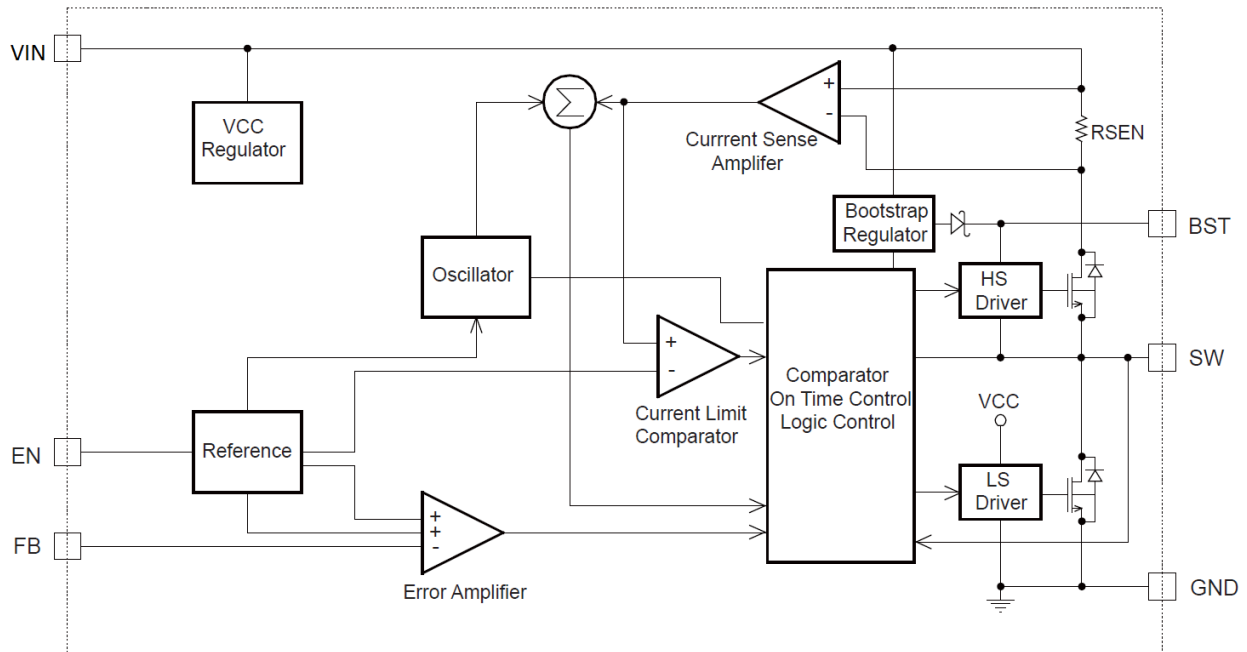 VIN
VCC
Regulator
Σ
+
-
Currrent Sense
Amplifer
RSEN
Bootstrap
Regulator
BST
Oscillator
HS
Driver
+
-
Current Limit
Comparator
Comparator
On Time Control
Logic Control
SW
VCC
EN
Reference
LS
Driver
+
+
-
FB
Error Amplifier
GND